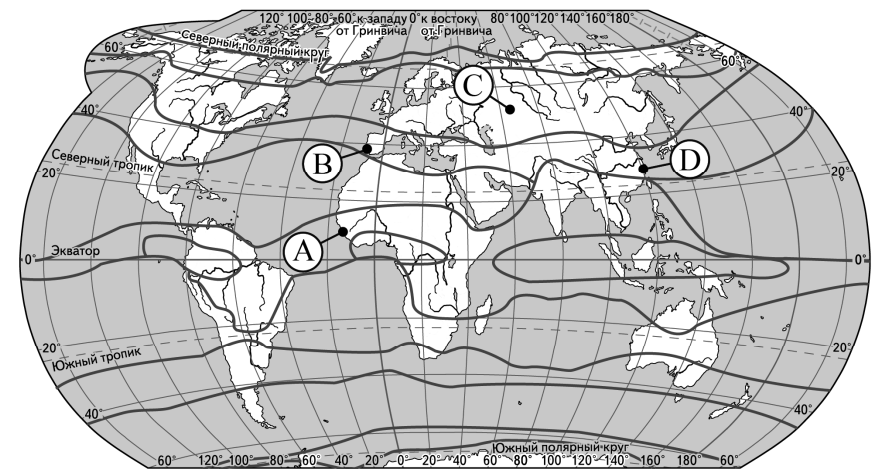 120° 100° 80° 60° к западу 0° к востоку 80° 100° 120° 140° 160° 180°
от Гринвича от Гринвича
Северный полярный круг
60° 60°
C
40° 40°
B D
Северный тропик
20° 20°
A
Экватор
0° 0°
20°
Южный тропик
40° 40°
Южный полярный круг
60° 120° 100° 80° 60° 40° 20° 0° 20° 40° 60° 80° 100° 120° 140° 160° 180° 60°